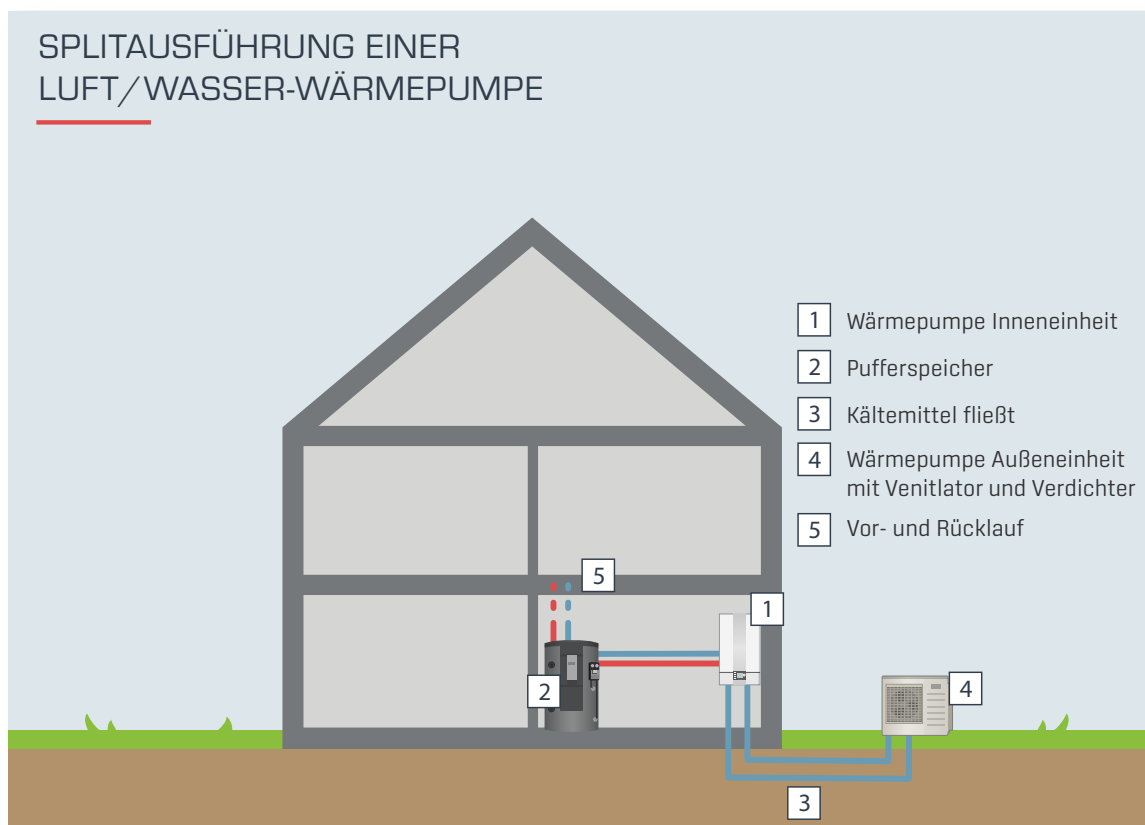 SPLITAUSFÜHRUNG EINER
LUFT/WASSER-WÄRMEPUMPE
1 Wärmepumpe Inneneinheit
2 Pufferspeicher
3 Kältemittel fließt
4 Wärmepumpe Außeneinheit
mit Venitlator und Verdichter
5 Vor- und Rücklauf
5
1
2
4
3